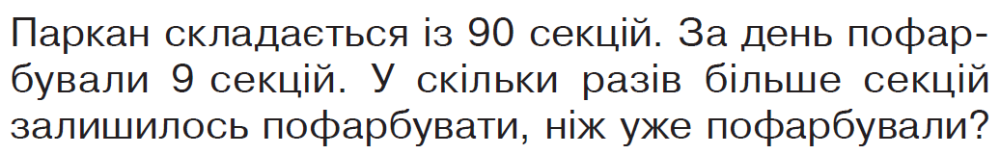 Паркан складається із 90 секцій. За день пофар-
бували 9 секцій. У скільки разів більше секцій
залишилось пофарбувати, ніж уже пофарбували?